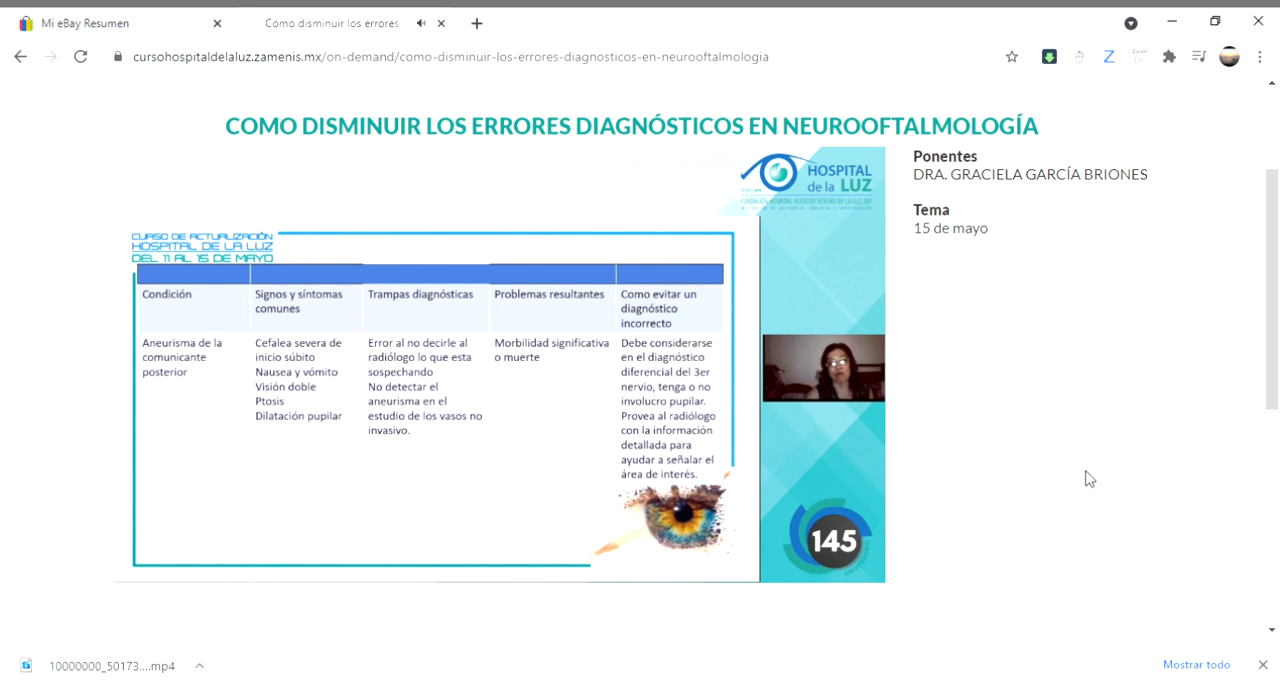 Mi eBay Resumen
Como disminuir los errores
cursohospitaldelaluz.zamenis.mx/on-demand/como-disminuir-los-errores-diagnosticos-en-neurooftalmologia
COMO DISMINUIR LOS ERRORES DIAGNÓSTICOS EN NEUROOFTALMOLOGÍA
HOSPITAL
de la LUZ
Ponentes
DRA. GRACIELA GARCÍA BRIONES
Tema
15 de mayo
CURSO DE ACTUALIZACIÓN
HOSPITAL DE LA LUZ
DEL 11 AL 15 DE MAYO
Condición
Signos y síntomas
comunes
Trampas diagnósticas
Problemas resultantes
Como evitar un
diagnóstico
incorrecto
Aneurisma de la
comunicante
posterior
Cefalea severa de
inicio súbito
Nausea y vómito
Visión doble
Ptosis
Dilatación pupilar
Error al no decirle al
radiólogo lo que esta
sospechando
No detectar el
aneurisma en el
estudio de los vasos no
invasivo.
Morbilidad significativa
o muerte
Debe considerarse
en el diagnóstico
diferencial del 3er
nervio, tenga o no
involucro pupilar.
Provea al radiólogo
con la información
detallada para
ayudar a señalar el
área de interés.
145
10000000_50173....mp4
Mostrar todo